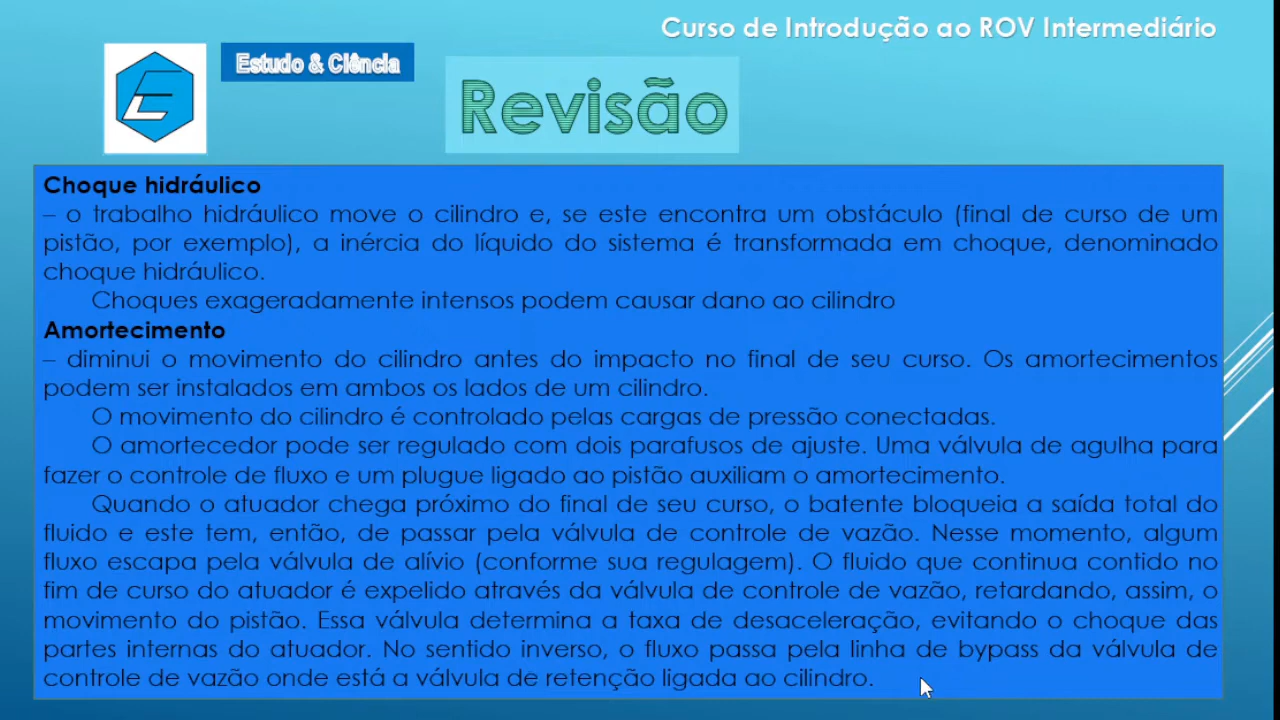 Curso de Introdução ao ROV Intermediário
Estudo & Ciência
Revisão
Choque hidráulico
– o trabalho hidráulico move o cilindro e, se este encontra um obstáculo (final de curso de um
pistão, por exemplo), a inércia do líquido do sistema é transformada em choque, denominado
choque hidráulico.
Choques exageradamente intensos podem causar dano ao cilindro
Amortecimento
– diminui o movimento do cilindro antes do impacto no final de seu curso. Os amortecimentos
podem ser instalados em ambos os lados de um cilindro.
O movimento do cilindro é controlado pelas cargas de pressão conectadas.
O amortecedor pode ser regulado com dois parafusos de ajuste. Uma válvula de agulha para
fazer o controle de fluxo e um plugue ligado ao pistão auxiliam o amortecimento.
Quando o atuador chega próximo do final de seu curso, o batente bloqueia a saída total do
fluido e este tem, então, de passar pela válvula de controle de vazão. Nesse momento, algum
fluxo escapa pela válvula de alívio (conforme sua regulagem). O fluido que continua contido no
fim de curso do atuador é expelido através da válvula de controle de vazão, retardando, assim, o
movimento do pistão. Essa válvula determina a taxa de desaceleração, evitando o choque das
partes internas do atuador. No sentido inverso, o fluxo passa pela linha de bypass da válvula de
controle de vazão onde está a válvula de retenção ligada ao cilindro.